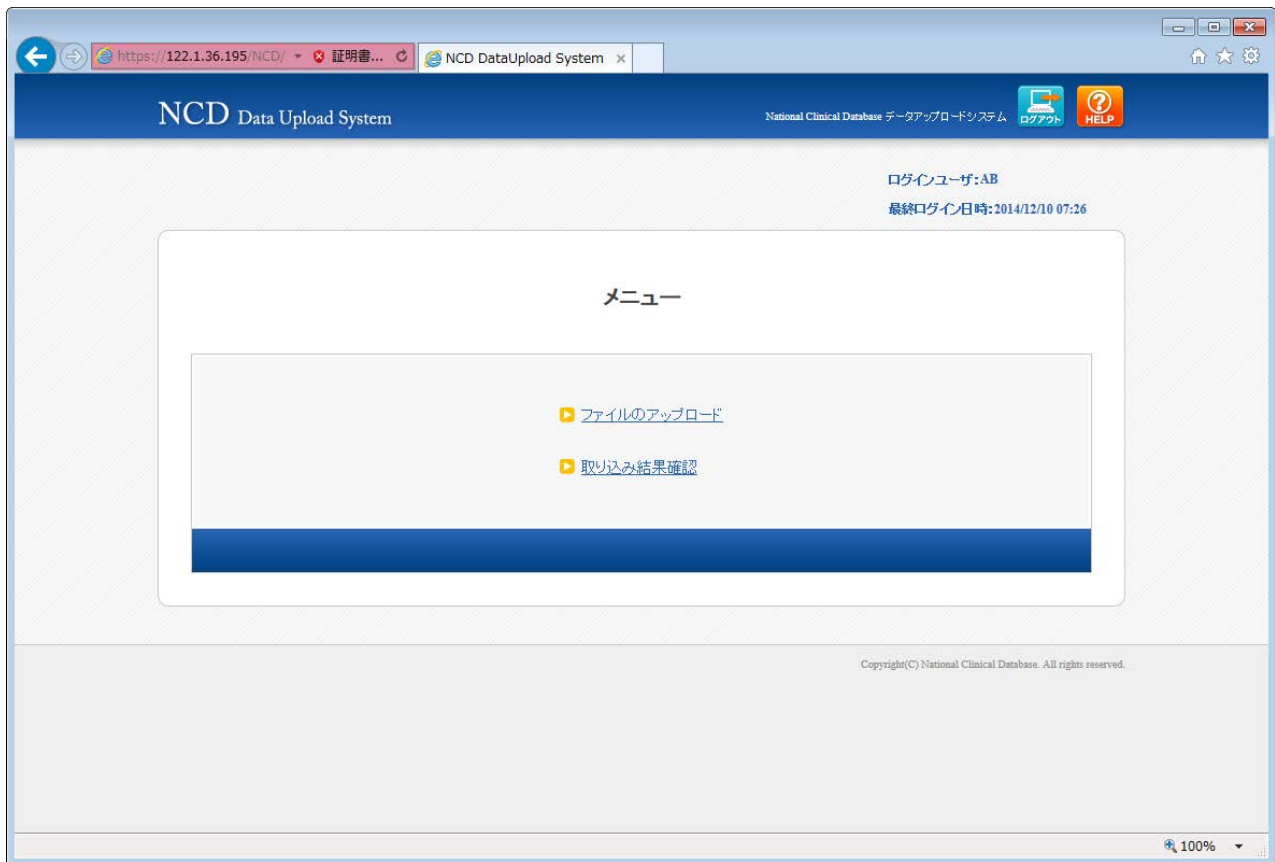 https://122.1.36.195/NCD/ 証明書... NCD DataUpload System
NCD Data Upload System
National Clinical Database データアップロードシステム ログアウト HELP
ログインユーザ:AB
最終ログイン日時:2014/12/10 07:26
メニュー
ファイルのアップロード
取り込み結果確認
Copyright(C) National Clinical Database. All rights reserved.
100%